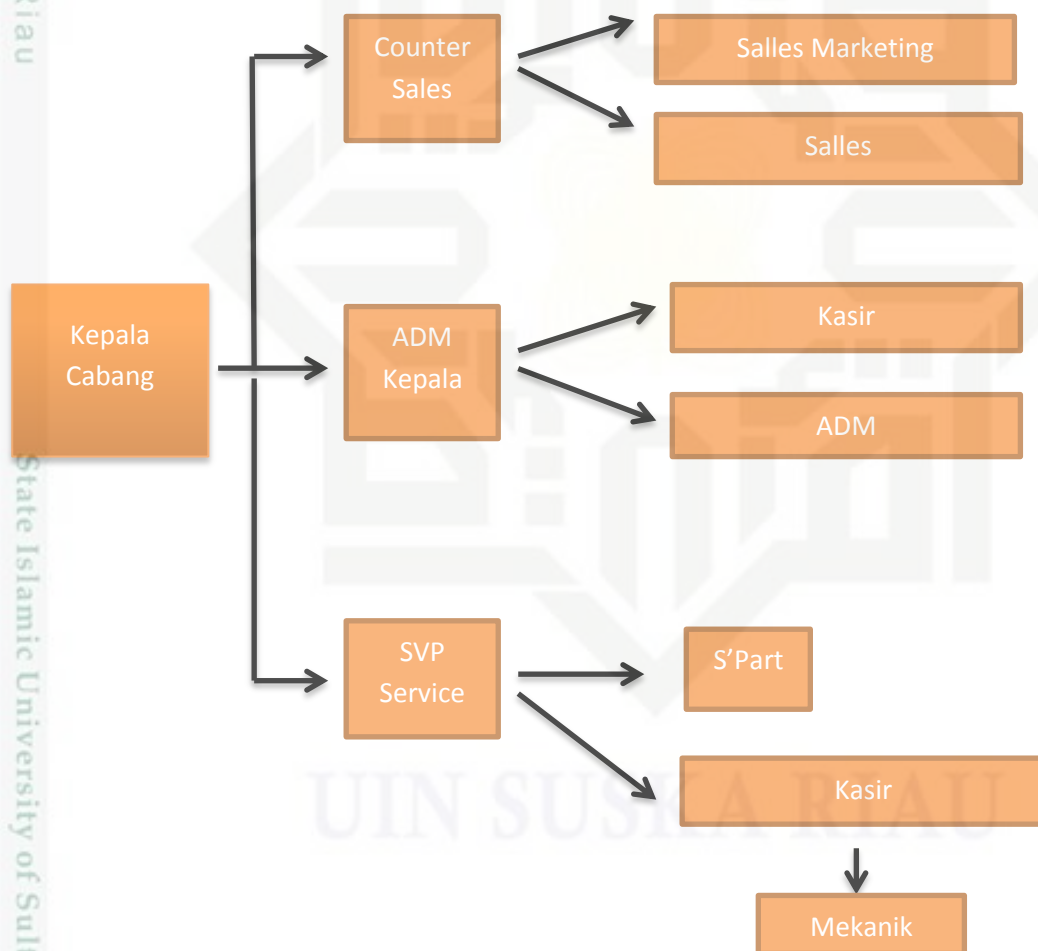 Riau
State Islamic University of Sult
Kepala
Cabang
Counter
Sales
Salles Marketing
Salles
ADM
Kepala
Kasir
ADM
SVP
Service
S’Part
Kasir
Mekanik
UIN SUSKA RIAU